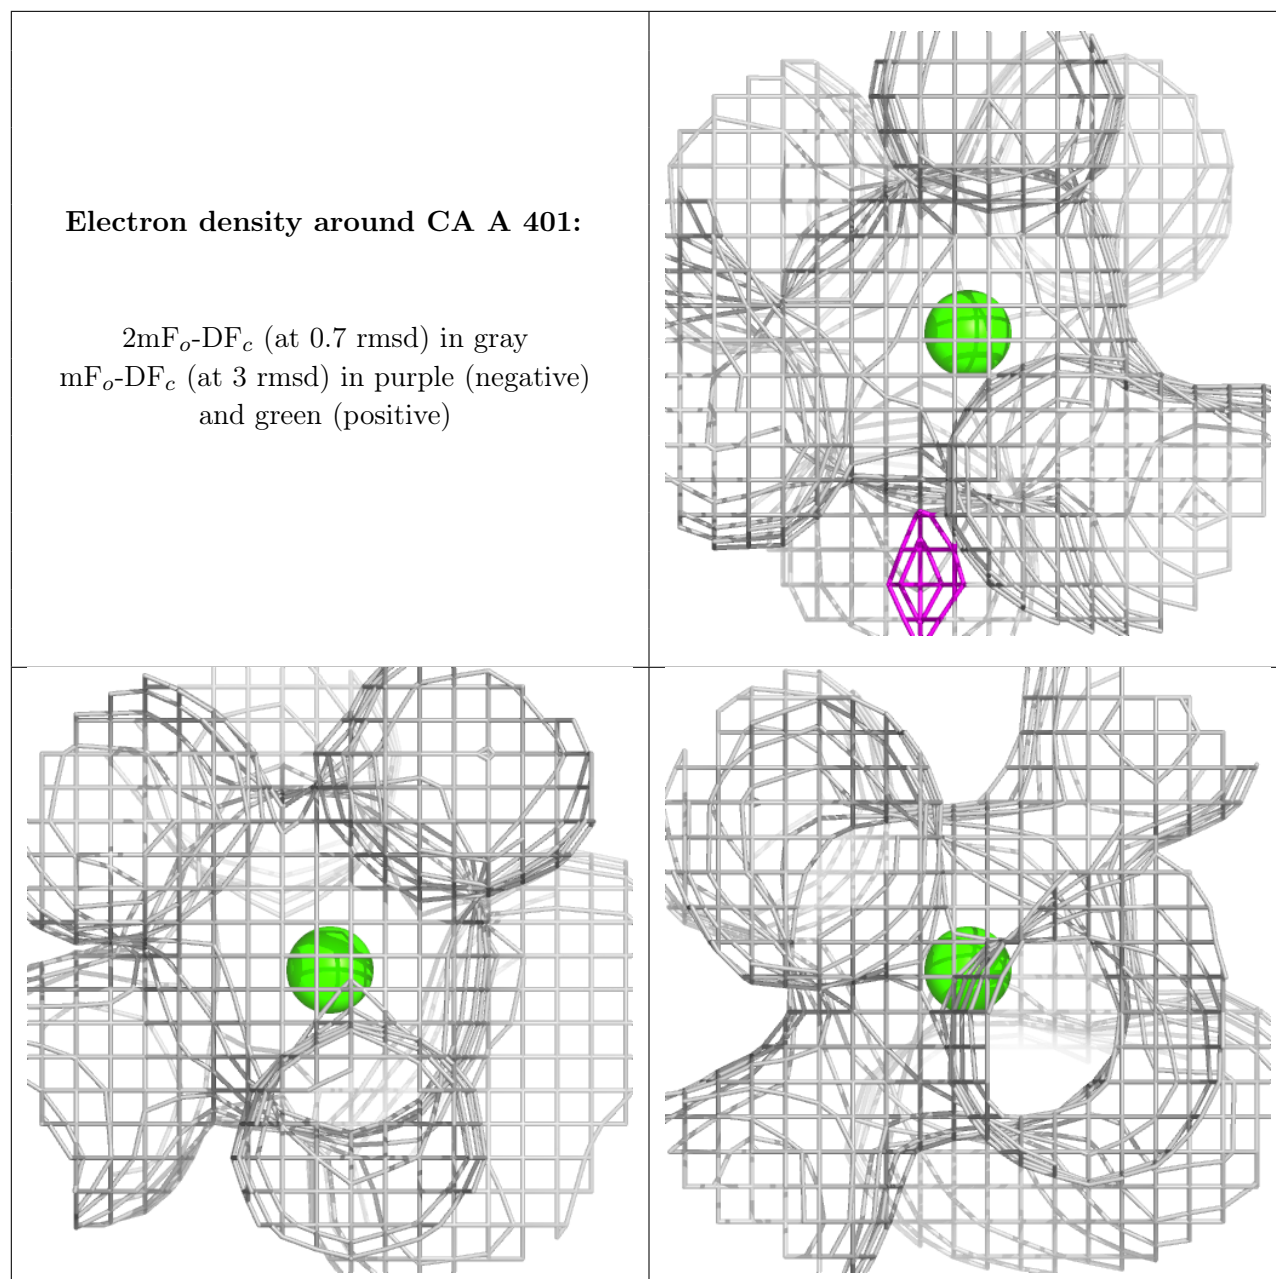 Electron density around CA A 401:
2mFo-DFc (at 0.7 rmsd) in gray
mFo-DFc (at 3 rmsd) in purple (negative)
and green (positive)